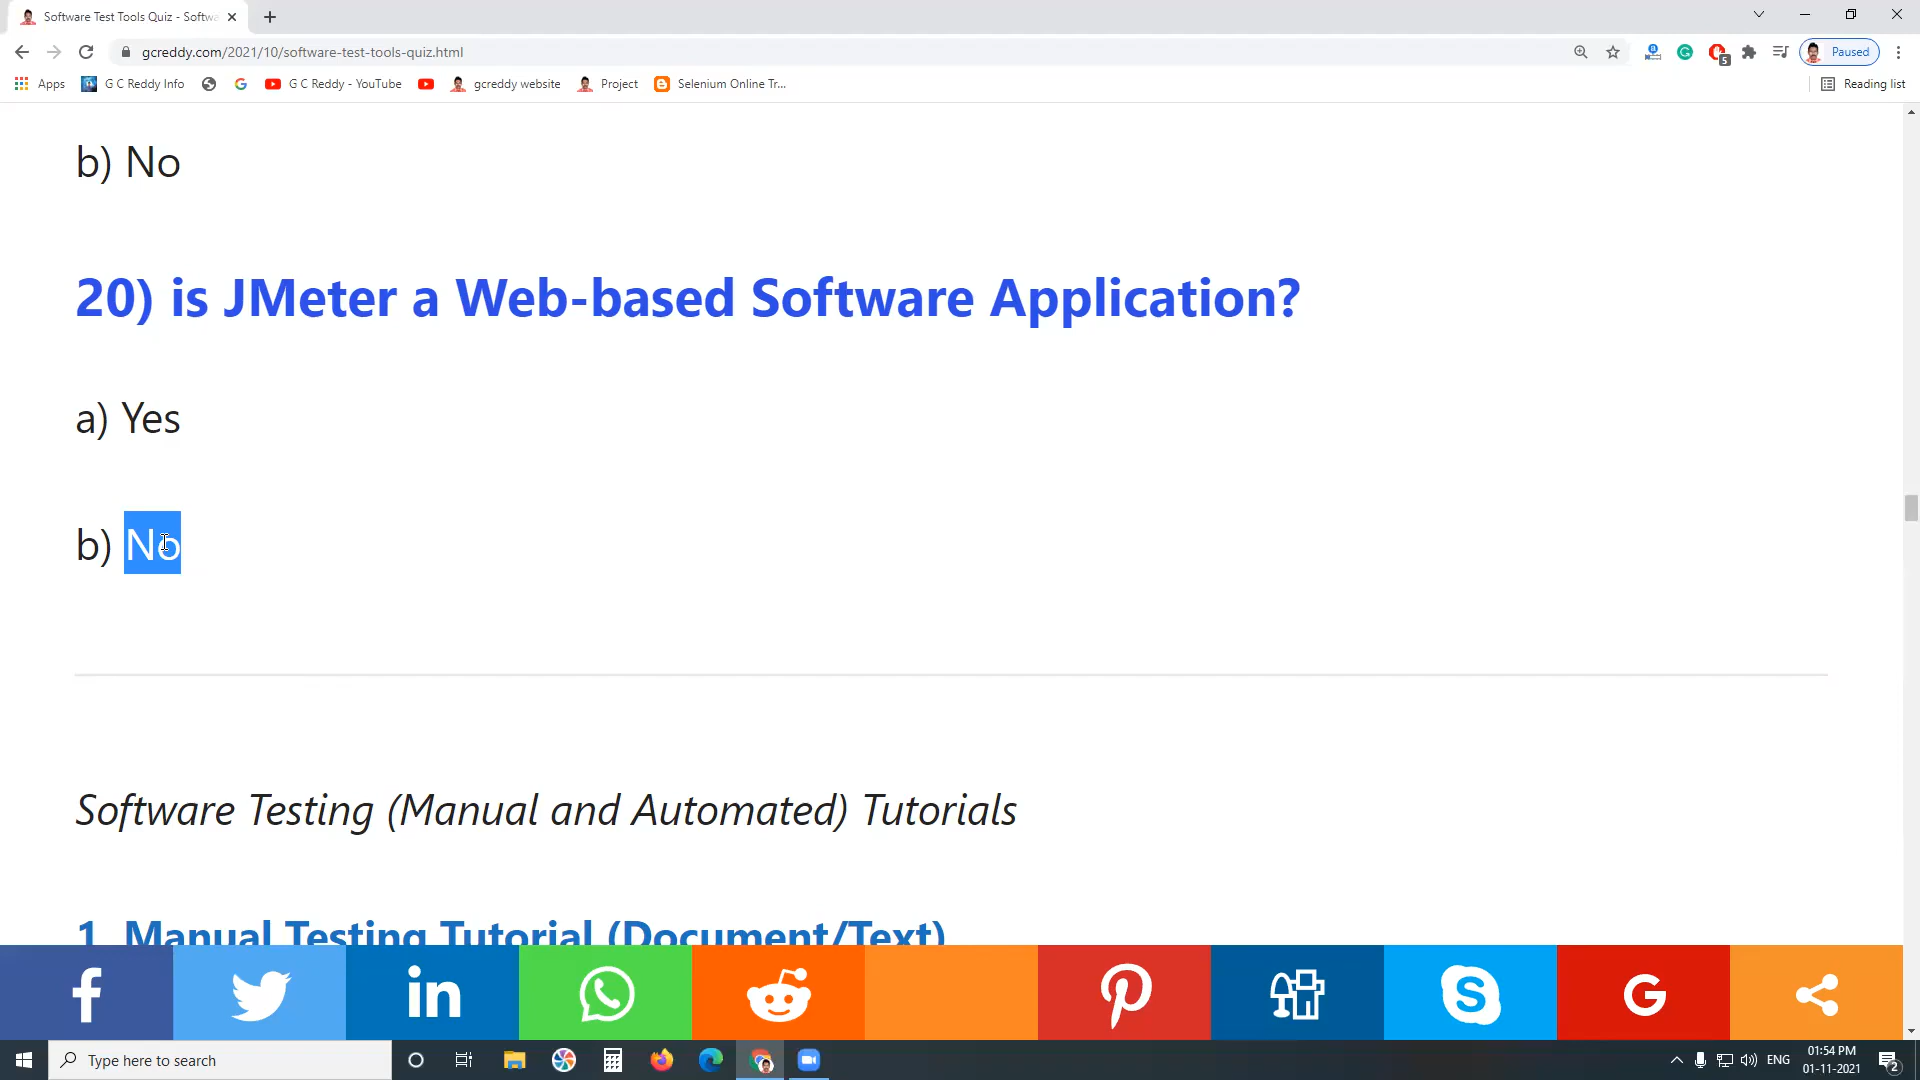 Software Test Tools Quiz - Softwa
gcreddy.com/2021/10/software-test-tools-quiz.html
5
Paused
Apps
G C Reddy Info
G C Reddy - YouTube
gcreddy website
Project
Selenium Online Tr...
Reading list
b) No
20) is JMeter a Web-based Software Application?
a) Yes
b) No
Software Testing (Manual and Automated) Tutorials
1. Manual Testing Tutorial (Document/Text)
Type here to search
ENG
01:54 PM
01-11-2021
2